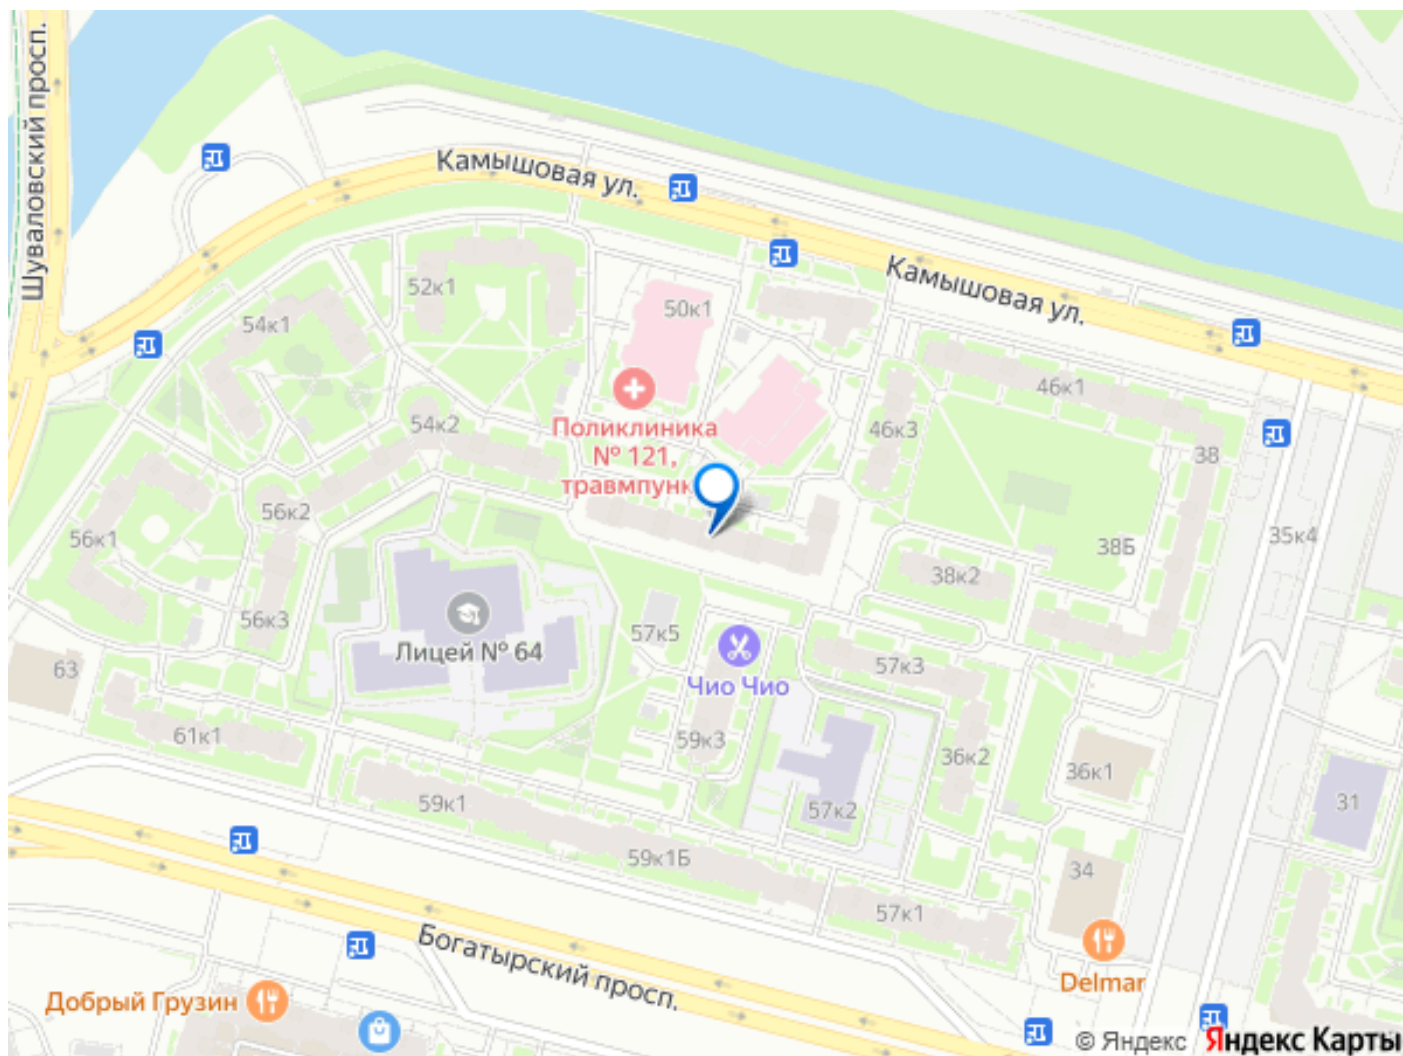 Шуваловский просп.
Камышовая ул.
Камышовая ул.
52к1
50к1
54к1
46к1
54к2
46к3
38
Поликлиника
№ 121,
травмпунк
56к2
56к1
35к4
38Б
38к2
56к3
57к5
Лицей № 64
63
57к3
Чио Чио
61к1
59к3
36к2
36к1
59к1
57к2
31
59к1Б
34
57к1
Богатырский просп.
Delmar
Добрый Грузин
© Яндекс Яндекс Карты